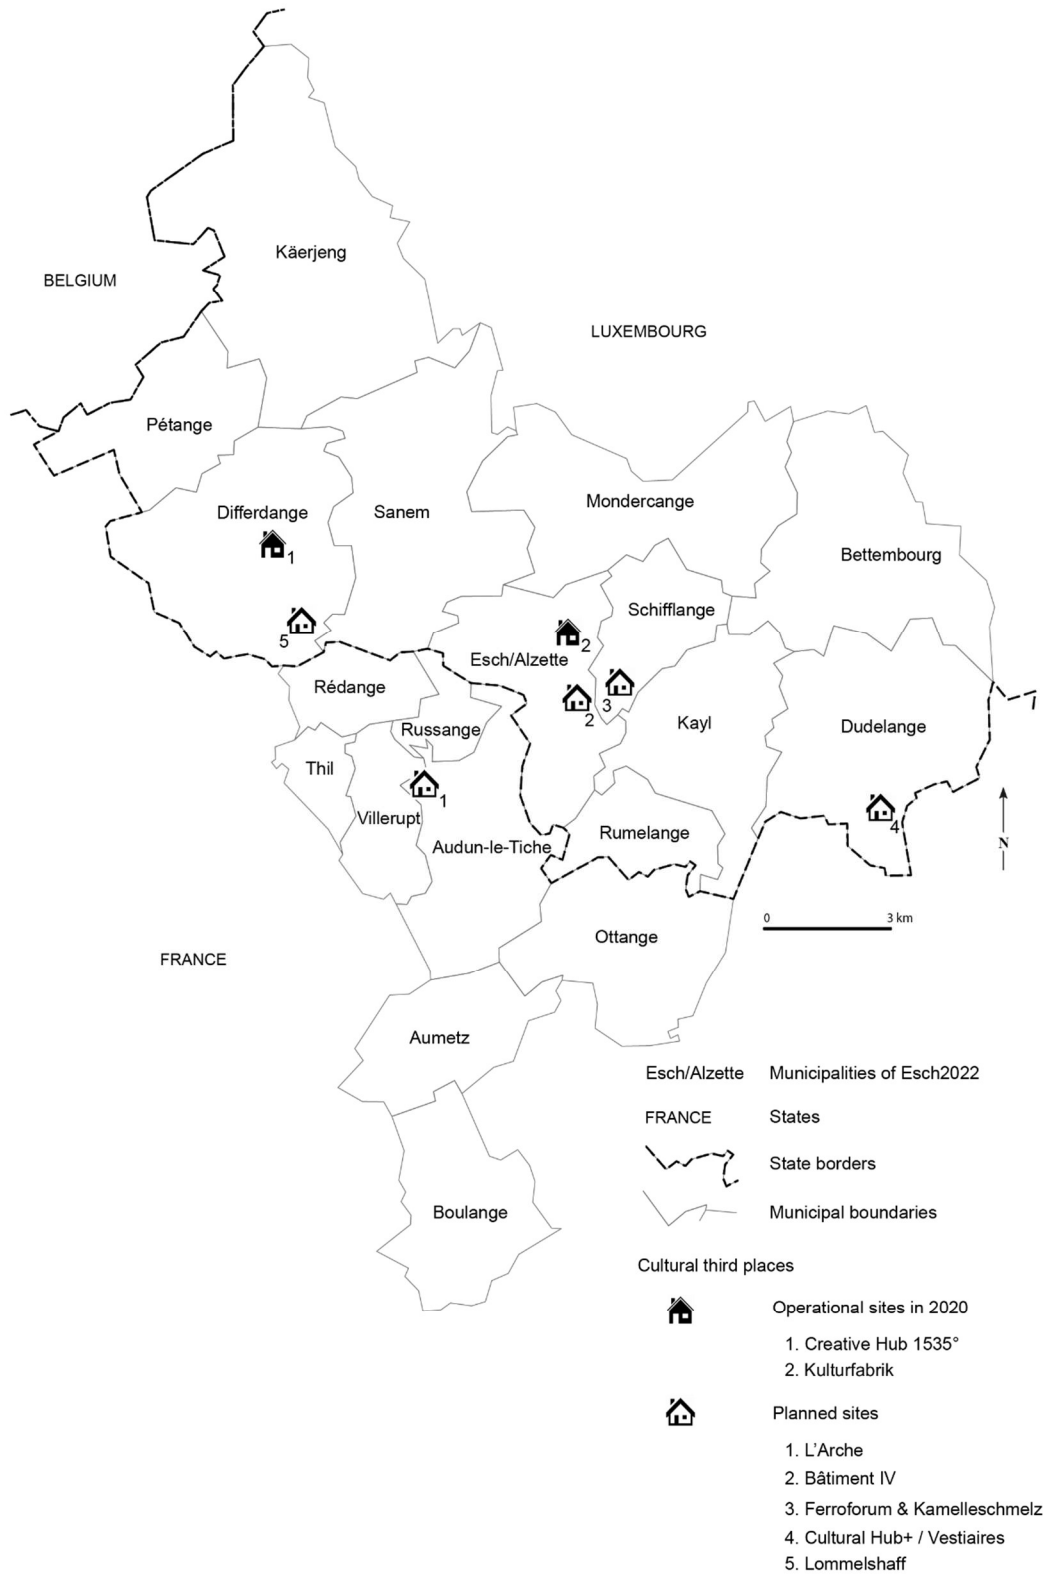 Käerjeng
BELGIUM
LUXEMBOURG
Pétange
Mondercange
Differdange
Sanem
1
Bettembourg
Schifflange
5
2
Esch/Alzette
Rédange
3
2
Kayl
Dudelange
Russange
Thil
1
Villerupt
4
Rumelange
Audun-le-Tiche
N
0 3 km
Ottange
FRANCE
Aumetz
Esch/Alzette Municipalities of Esch2022
FRANCE States
State borders
Boulange
Municipal boundaries
Cultural third places
Operational sites in 2020
1. Creative Hub 1535°
2. Kulturfabrik
Planned sites
1. L'Arche
2. Bâtiment IV
3. Ferroforum & Kamelleschmelz
4. Cultural Hub+ / Vestiaires
5. Lommelshaff